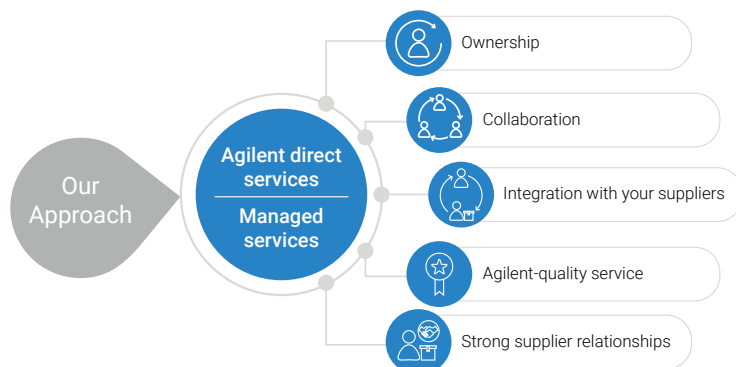 Our
Approach
Agilent direct
services
Managed
services
Ownership
Collaboration
Integration with your suppliers
Agilent-quality service
Strong supplier relationships